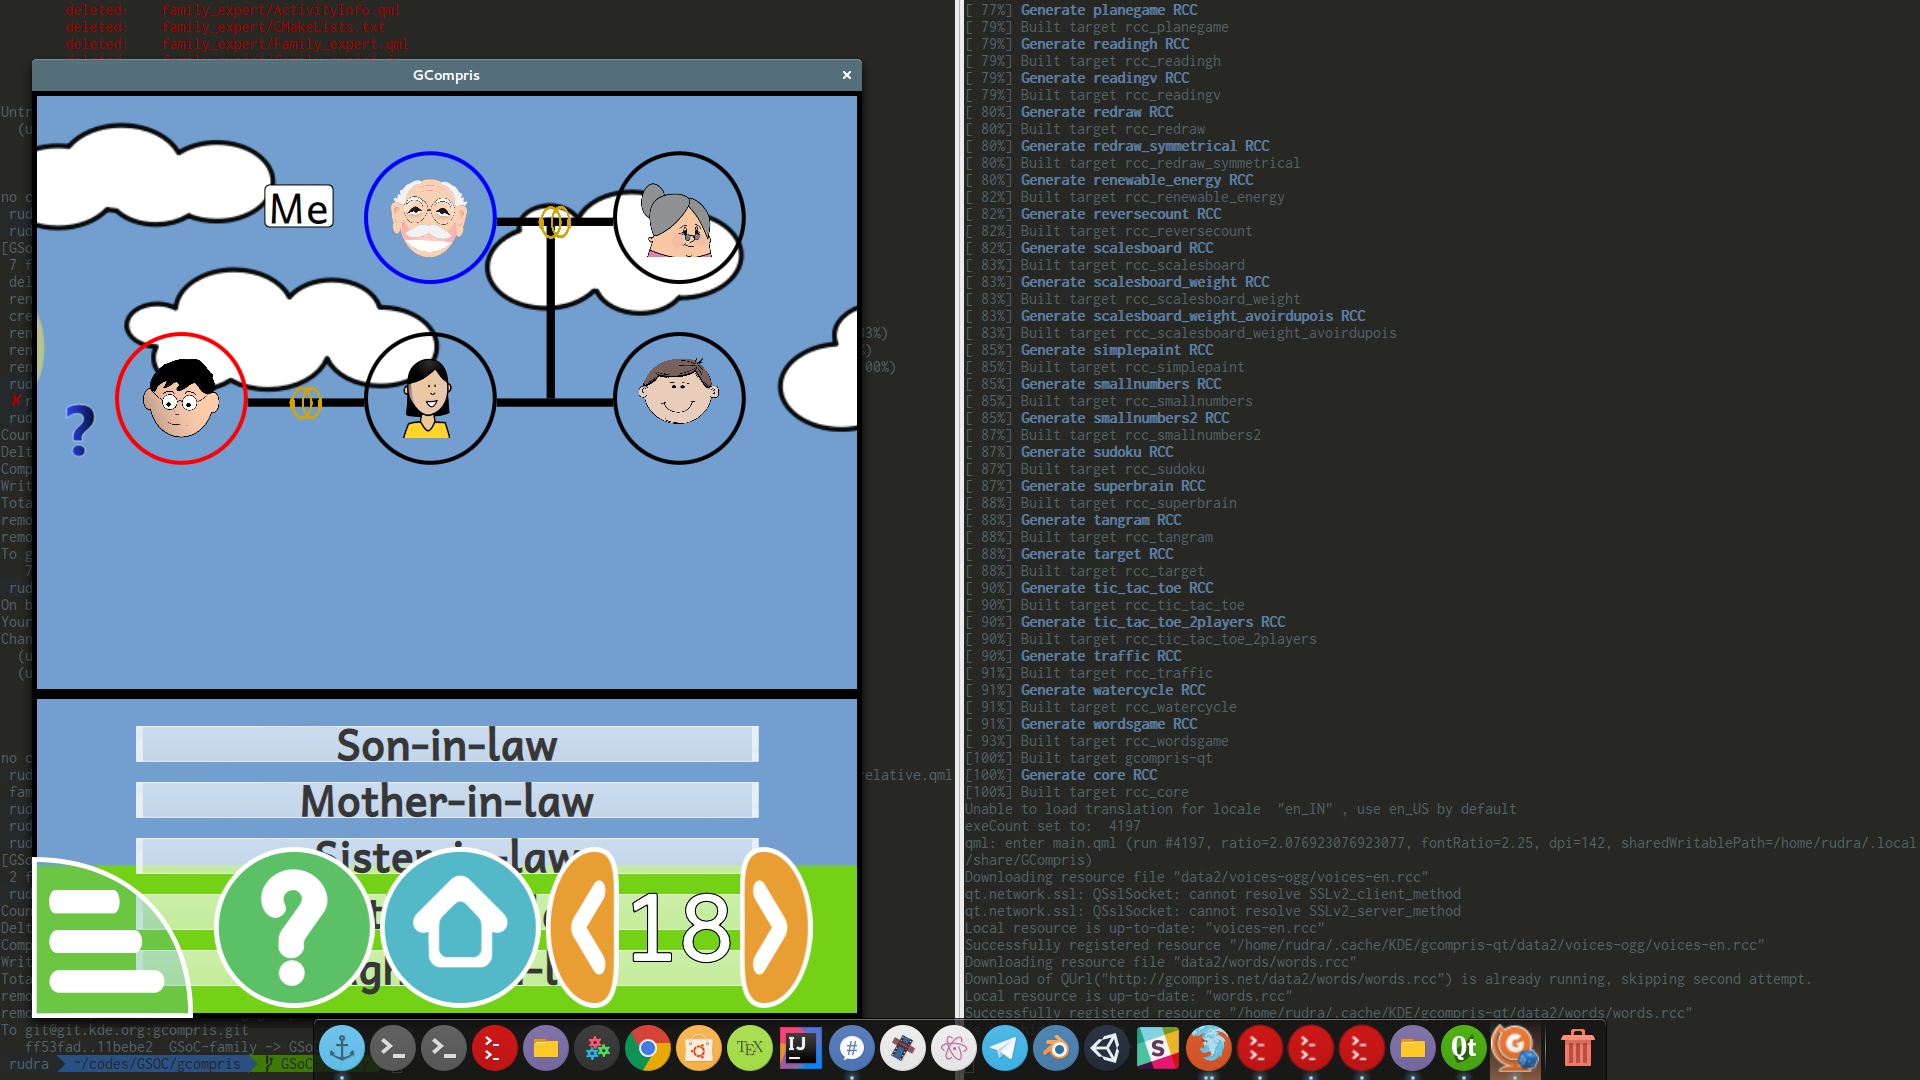 deleted:    family_expert/ActivityInfo.qml
deleted:    family_expert/CMakeLists.txt
deleted:    family_expert/Family_expert.qml
GCompris
Me
?
Son-in-law
Mother-in-law
18
relative.qml
To git@git.kde.org:gcompris.git
ff53fad..11bebe2  GSoC-family -> GSo
rudra  ~/codes/GSOC/gcompris  GSoC
[ 77%] Generate planegame RCC
[ 79%] Built target rcc_planegame
[ 79%] Generate readingh RCC
[ 79%] Built target rcc_readingh
[ 79%] Generate readingv RCC
[ 79%] Built target rcc_readingv
[ 80%] Generate redraw RCC
[ 80%] Built target rcc_redraw
[ 80%] Generate redraw_symmetrical RCC
[ 80%] Built target rcc_redraw_symmetrical
[ 80%] Generate renewable_energy RCC
[ 82%] Built target rcc_renewable_energy
[ 82%] Generate reversecount RCC
[ 82%] Built target rcc_reversecount
[ 82%] Generate scalesboard RCC
[ 83%] Built target rcc_scalesboard
[ 83%] Generate scalesboard_weight RCC
[ 83%] Built target rcc_scalesboard_weight
[ 83%] Generate scalesboard_weight_avoirdupois RCC
[ 83%] Built target rcc_scalesboard_weight_avoirdupois
[ 85%] Generate simplepaint RCC
[ 85%] Built target rcc_simplepaint
[ 85%] Generate smallnumbers RCC
[ 85%] Built target rcc_smallnumbers
[ 85%] Generate smallnumbers2 RCC
[ 87%] Built target rcc_smallnumbers2
[ 87%] Generate sudoku RCC
[ 87%] Built target rcc_sudoku
[ 87%] Generate superbrain RCC
[ 88%] Built target rcc_superbrain
[ 88%] Generate tangram RCC
[ 88%] Built target rcc_tangram
[ 88%] Generate target RCC
[ 88%] Built target rcc_target
[ 90%] Generate tic_tac_toe RCC
[ 90%] Built target rcc_tic_tac_toe
[ 90%] Generate tic_tac_toe_2players RCC
[ 90%] Built target rcc_tic_tac_toe_2players
[ 90%] Generate traffic RCC
[ 91%] Built target rcc_traffic
[ 91%] Generate watercycle RCC
[ 91%] Built target rcc_watercycle
[ 91%] Generate wordsgame RCC
[ 93%] Built target rcc_wordsgame
[100%] Built target gcompris-qt
[100%] Generate core RCC
[100%] Built target rcc_core
Unable to load translation for locale  "en_IN" , use en_US by default
exeCount set to:  4197
qml: enter main.qml (run #4197, ratio=2.076923076923077, fontRatio=2.25, dpi=142, sharedWritablePath=/home/rudra/.local
/share/GCompris)
Downloading resource file "data2/voices-ogg/voices-en.rcc"
qt.network.ssl: QSslSocket: cannot resolve SSLv2_client_method
qt.network.ssl: QSslSocket: cannot resolve SSLv2_server_method
Local resource is up-to-date: "voices-en.rcc"
Successfully registered resource "/home/rudra/.cache/KDE/gcompris-qt/data2/voices-ogg/voices-en.rcc"
Downloading resource file "data2/words/words.rcc"
Download of QUrl("http://gcompris.net/data2/words/words.rcc") is already running, skipping second attempt.
Local resource is up-to-date: "words.rcc"
Successfully registered resource "/home/rudra/.cache/KDE/gcompris-qt/data2/words/words.rcc"
TEX
IJ
#
S
Qt
G